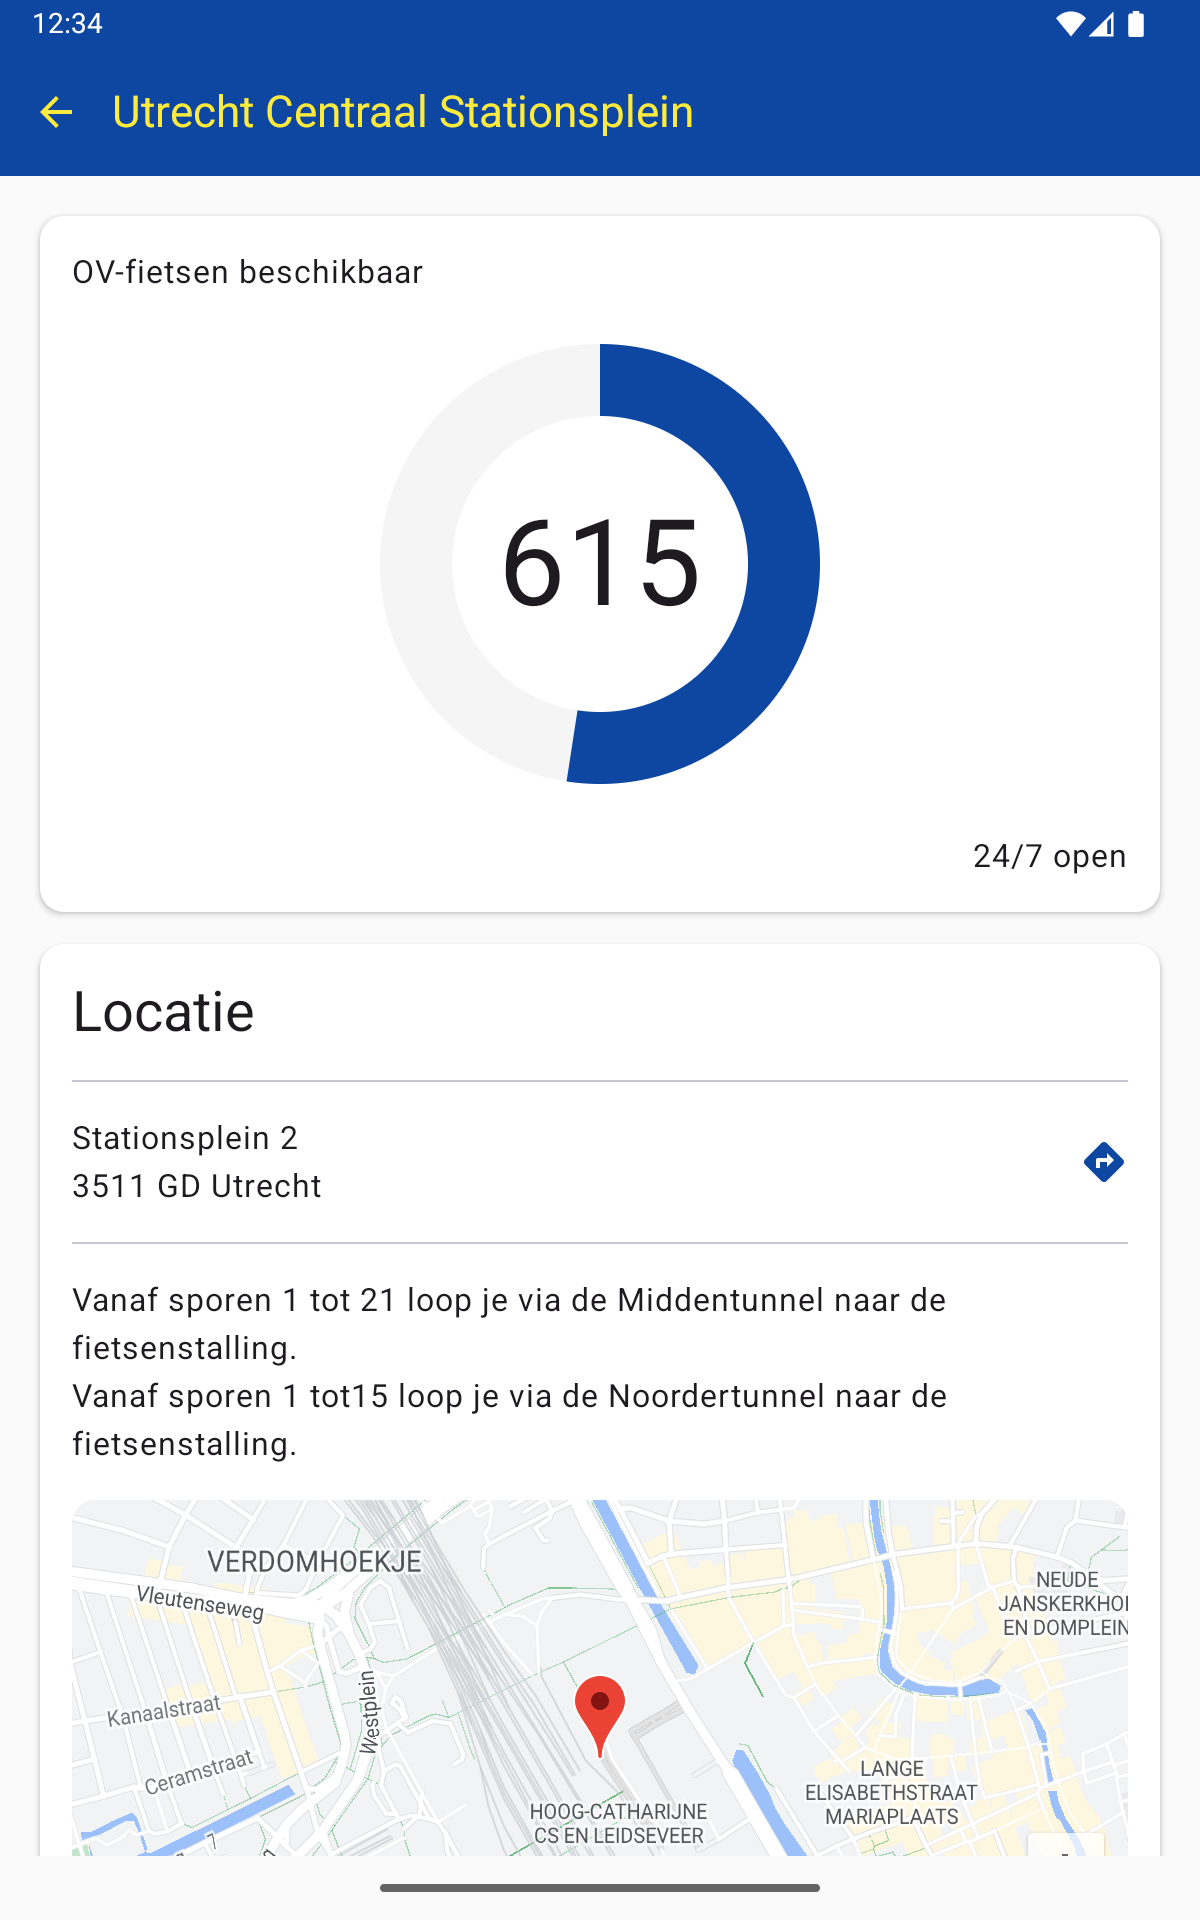 12:34
Utrecht Centraal Stationsplein
OV-fietsen beschikbaar
615
24/7 open
Locatie
Stationsplein 2
3511 GD Utrecht
Vanaf sporen 1 tot 21 loop je via de Middentunnel naar de
fietsenstalling.
Vanaf sporen 1 tot15 loop je via de Noordertunnel naar de
fietsenstalling.
VERDOMHOEKJE
Vleutenseweg
NEUDE
JANSKERKHO
EN DOMPLEIN
Kanaalstraat
Westplein
Ceramstraat
LANGE
ELISABETHSTRAAT
MARIAPLAATS
HOOG-CATHARIJNE
CS EN LEIDSEVEER